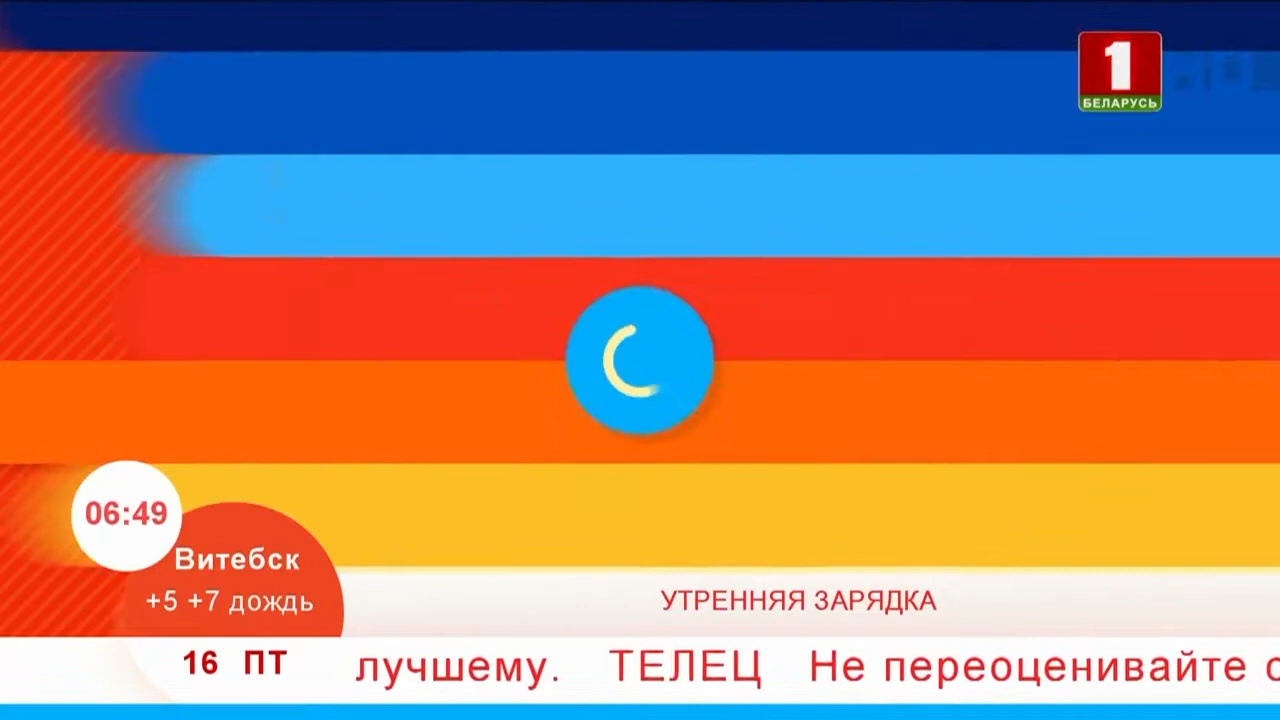 1
БЕЛАРУСЬ
06:49
Витебск
+5 +7 дождь
УТРЕННЯЯ ЗАРЯДКА
16 ПТ
лучшему. ТЕЛЕЦ Не переоценивайте